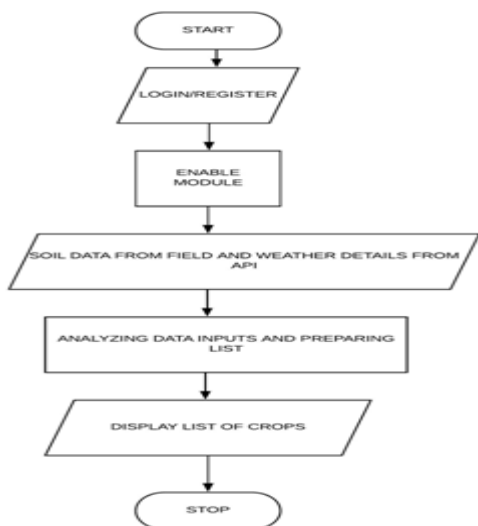 START
LOGIN/REGISTER
ENABLE
MODULE
SOIL DATA FROM FIELD AND WEATHER DETAILS FROM
API
ANALYZING DATA INPUTS AND PREPARING
LIST
DISPLAY LIST OF CROPS
STOP